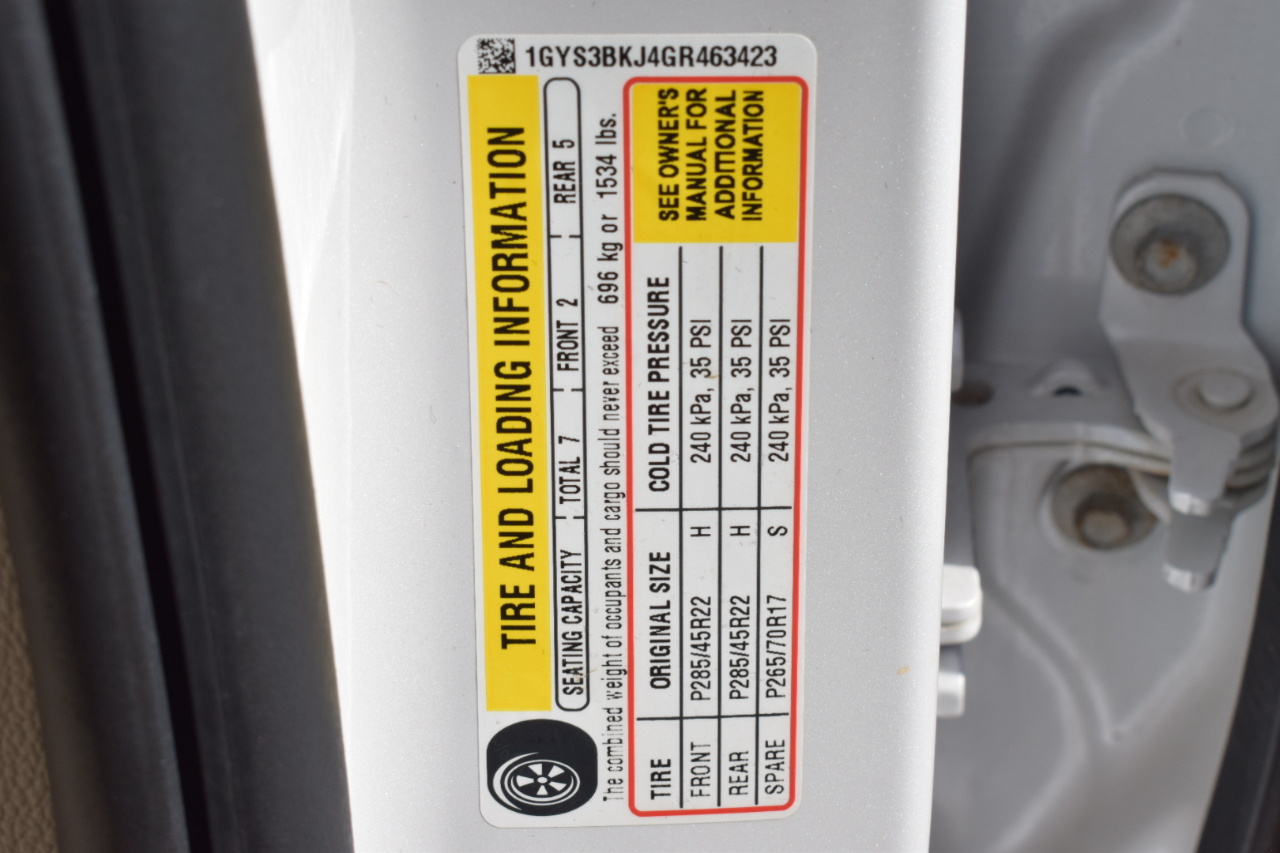 1GYS3BKJ4GR463423
TIRE AND LOADING INFORMATION
SEATING CAPACITY TOTAL 7 FRONT 2 REAR 5
The combined weight of occupants and cargo should never exceed 696 kg or 1534 lbs.
TIRE ORIGINAL SIZE COLD TIRE PRESSURE
FRONT P285/45R22 H 240 kPa, 35 PSI
REAR P285/45R22 H 240 kPa, 35 PSI
SPARE P265/70R17 S 240 kPa, 35 PSI
SEE OWNER'S
MANUAL FOR
ADDITIONAL
INFORMATION